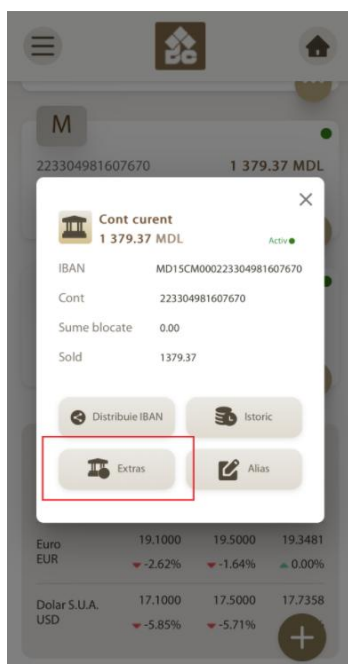 M
223304981607670 1 379.37 MDL
Cont curent
1 379.37 MDL Activ
IBAN MD15CM000223304981607670
Cont 223304981607670
Sume blocate 0.00
Sold 1379.37
Distribuie IBAN Istoric
Extras Alias
Euro 19.1000 19.5000 19.3481
EUR -2.62% -1.64% 0.00%
Dolar S.U.A. 17.1000 17.5000 17.7358
USD -5.85% -5.71%